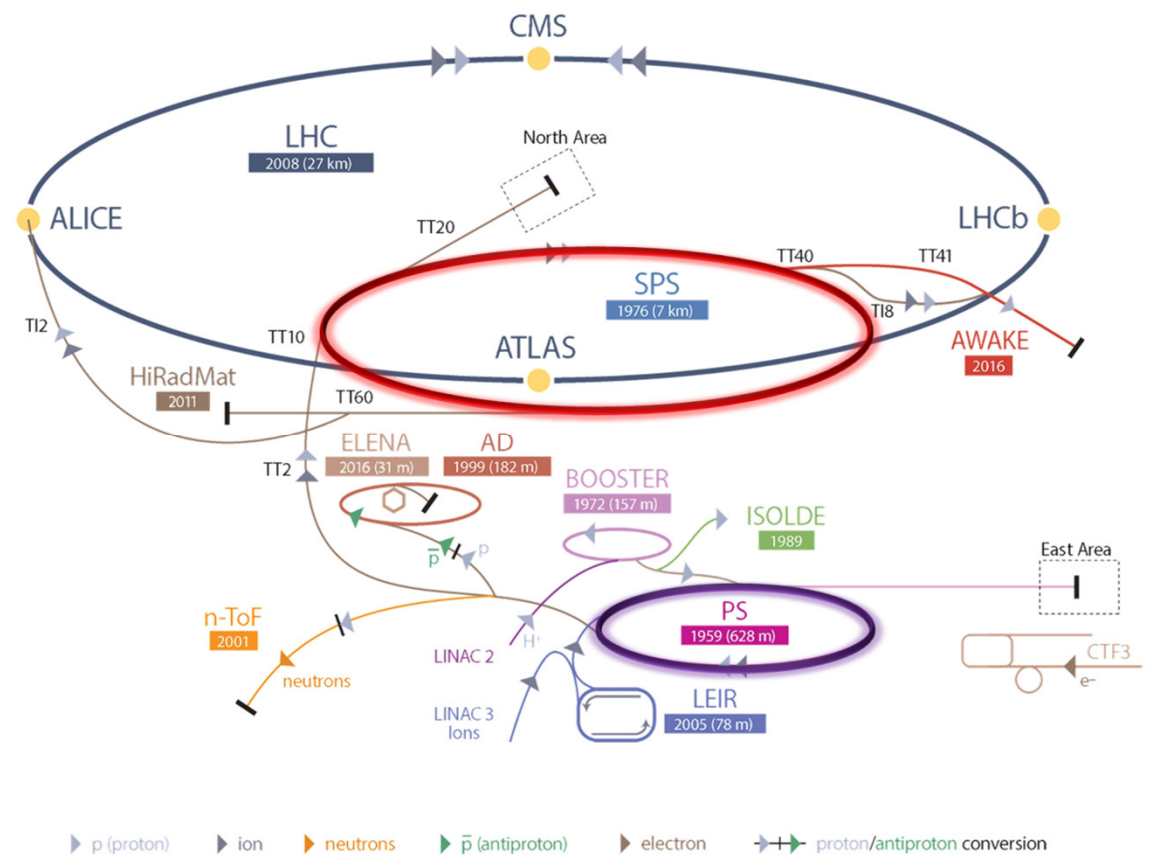 CMS
LHC
2008 (27 km)
North Area
ALICE
TT20
LHCb
TT40
TT41
SPS
1976 (7 km)
TI2
TT10
TI8
ATLAS
AWAKE
2016
HiRadMat
2011
TT60
ELENA
2016 (31 m)
AD
1999 (182 m)
TT2
BOOSTER
1972 (157 m)
ISOLDE
1989
p̅
p
East Area
n-ToF
2001
PS
1959 (628 m)
H⁺
LINAC 2
neutrons
CTF3
e-
LEIR
2005 (78 m)
LINAC 3
Ions
p (proton)
ion
neutrons
p̅ (antiproton)
electron
proton/antiproton conversion